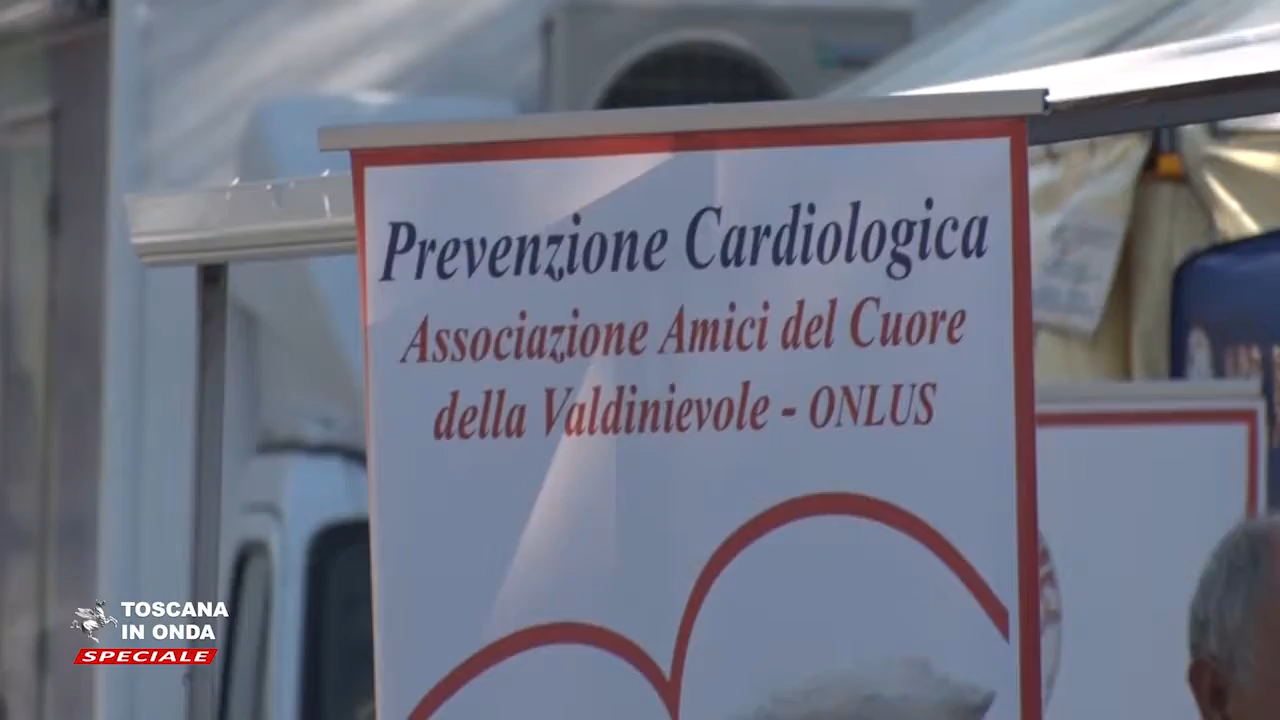 Prevenzione Cardiologica
Associazione Amici del Cuore
della Valdinievole - ONLUS
TOSCANA
IN ONDA
SPECIALE